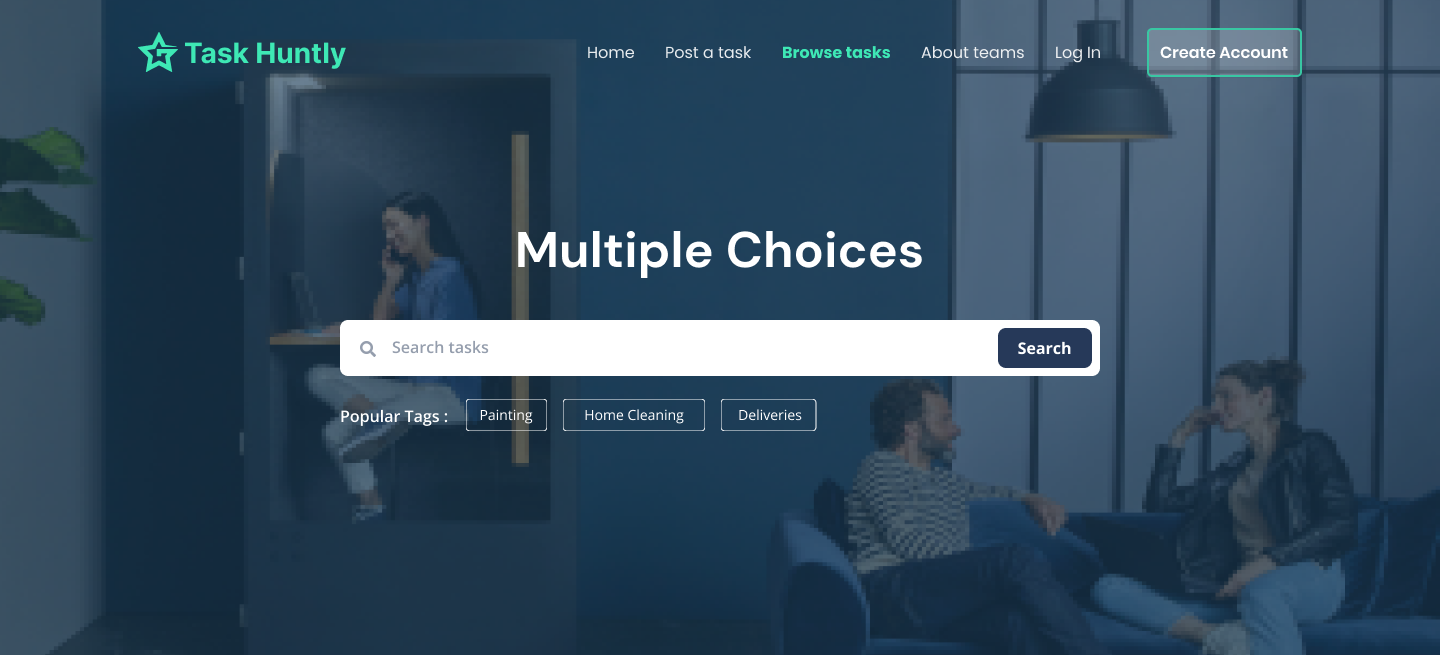 Task Huntly
Home
Post a task
Browse tasks
About teams
Log In
Create Account
Multiple Choices
Search tasks
Search
Popular Tags :
Painting
Home Cleaning
Deliveries